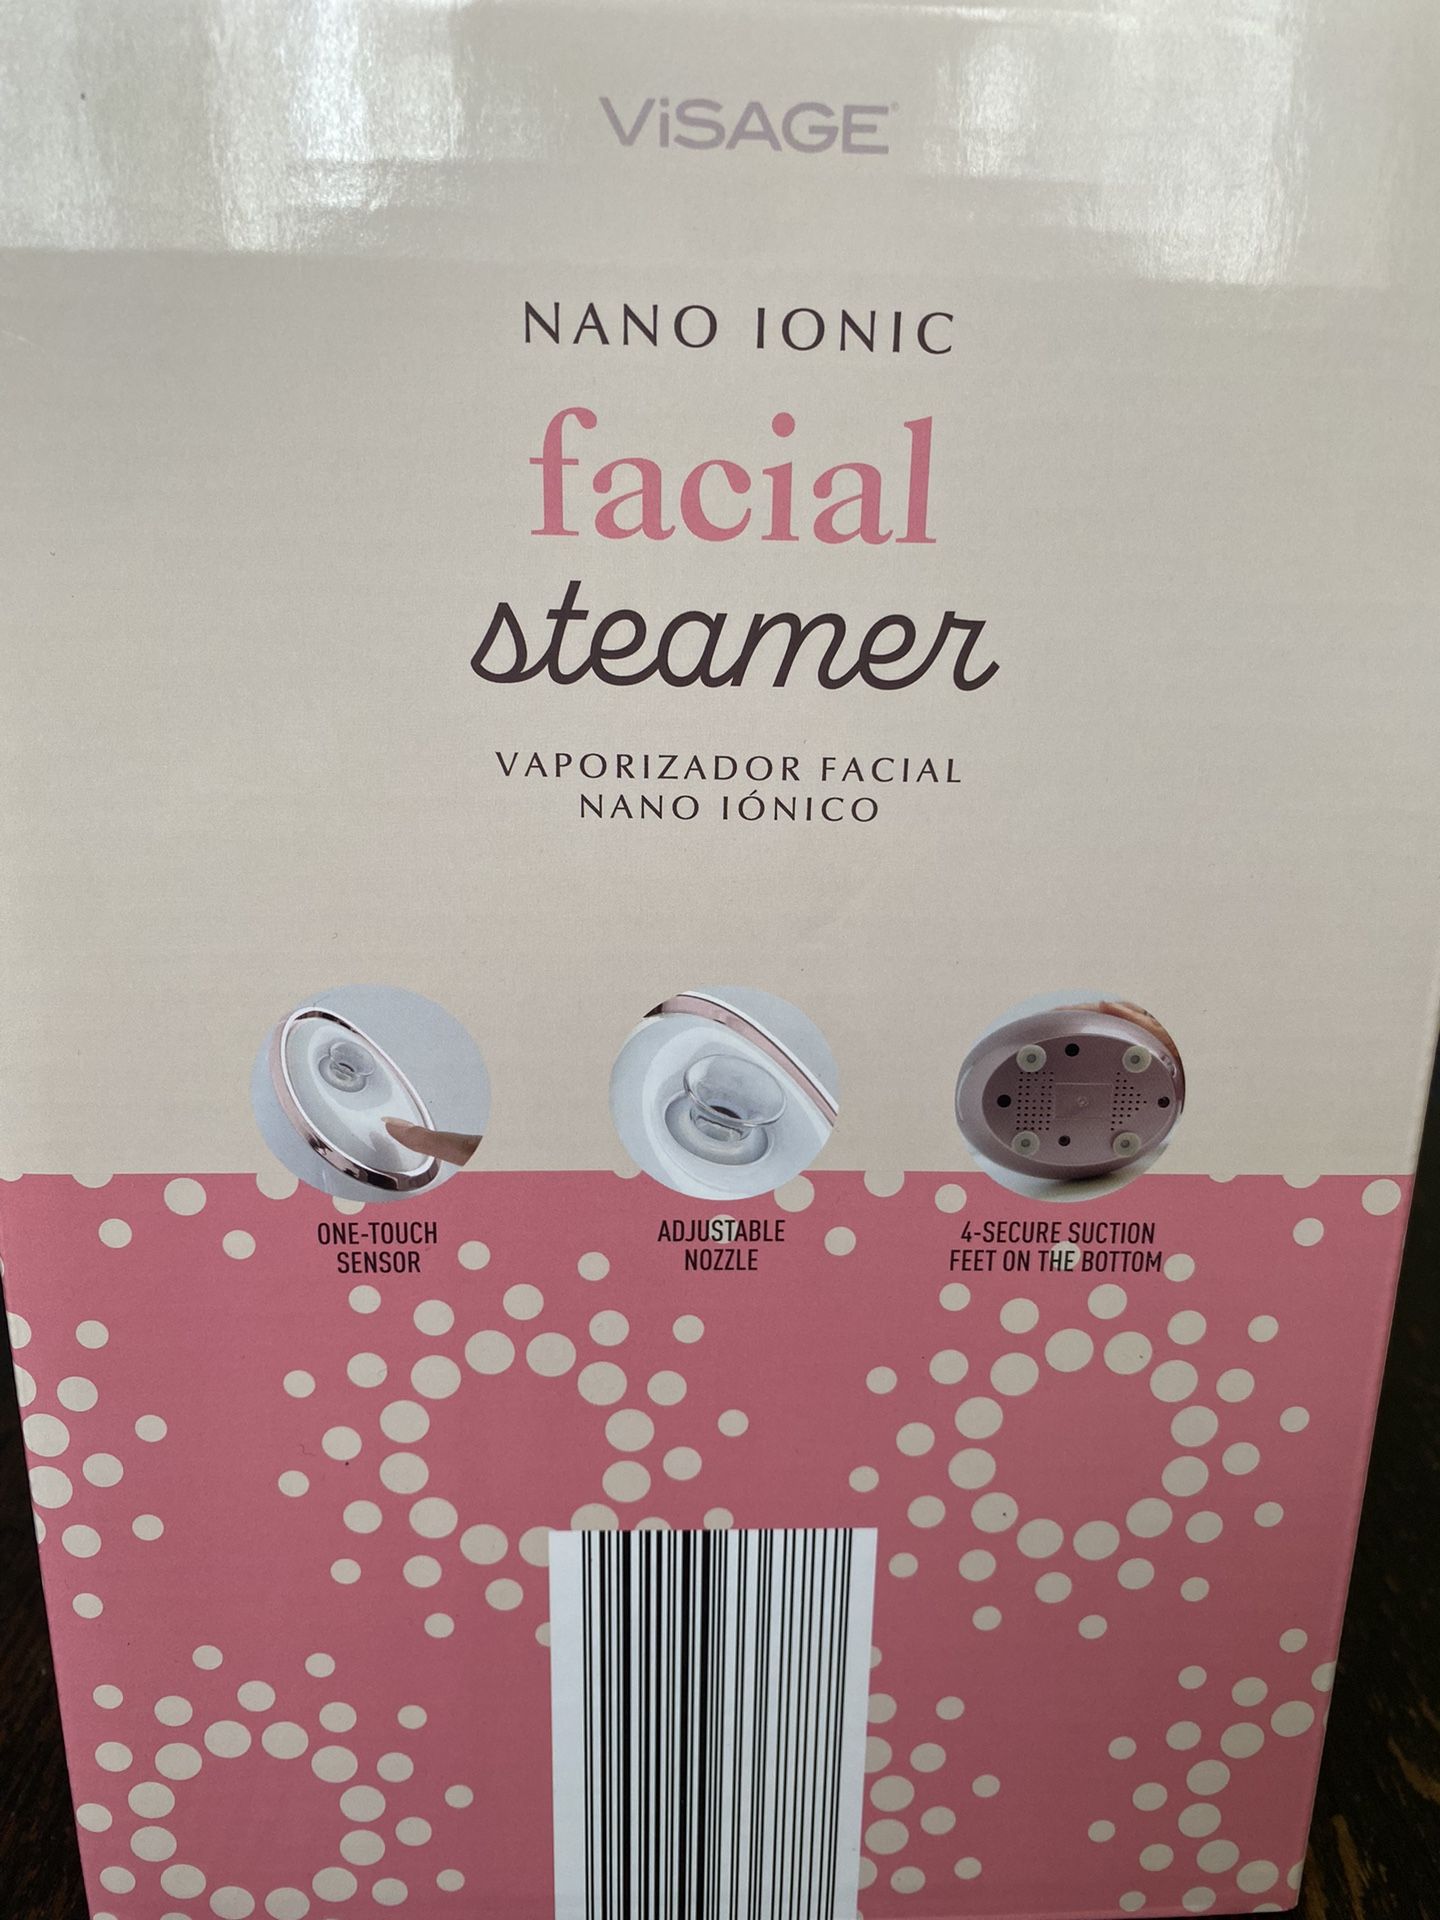 ViSAGE®
NANO IONIC
facial
steamer
VAPORIZADOR FACIAL
NANO IÓNICO
ONE-TOUCH
SENSOR
ADJUSTABLE
NOZZLE
4-SECURE SUCTION
FEET ON THE BOTTOM